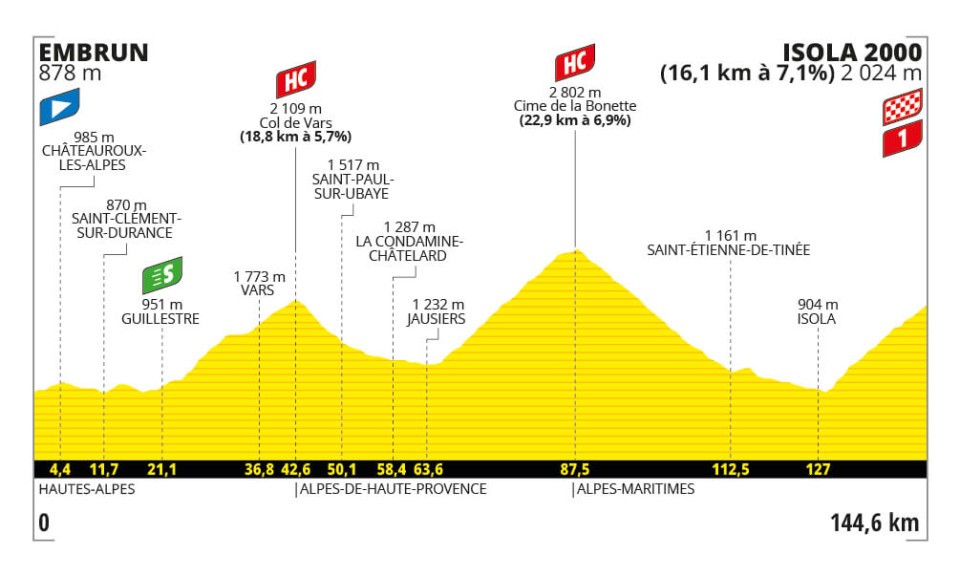 EMBRUN
878 m
ISOLA 2000
(16,1 km à 7,1%) 2 024 m
HC
2 109 m
Col de Vars
(18,8 km à 5,7%)
HC
2 802 m
Cime de la Bonette
(22,9 km à 6,9%)
1
985 m
CHÂTEAUROUX-
LES-ALPES
870 m
SAINT-CLÉMENT-
SUR-DURANCE
S
951 m
GUILLESTRE
1 773 m
VARS
1 517 m
SAINT-PAUL-
SUR-UBAYE
1 287 m
LA CONDAMINE-
CHÂTELARD
1 232 m
JAUSIERS
1 161 m
SAINT-ÉTIENNE-DE-TINÉE
904 m
ISOLA
4,4 11,7 21,1 36,8 42,6 50,1 58,4 63,6 87,5 112,5 127
HAUTES-ALPES |ALPES-DE-HAUTE-PROVENCE |ALPES-MARITIMES
0 144,6 km